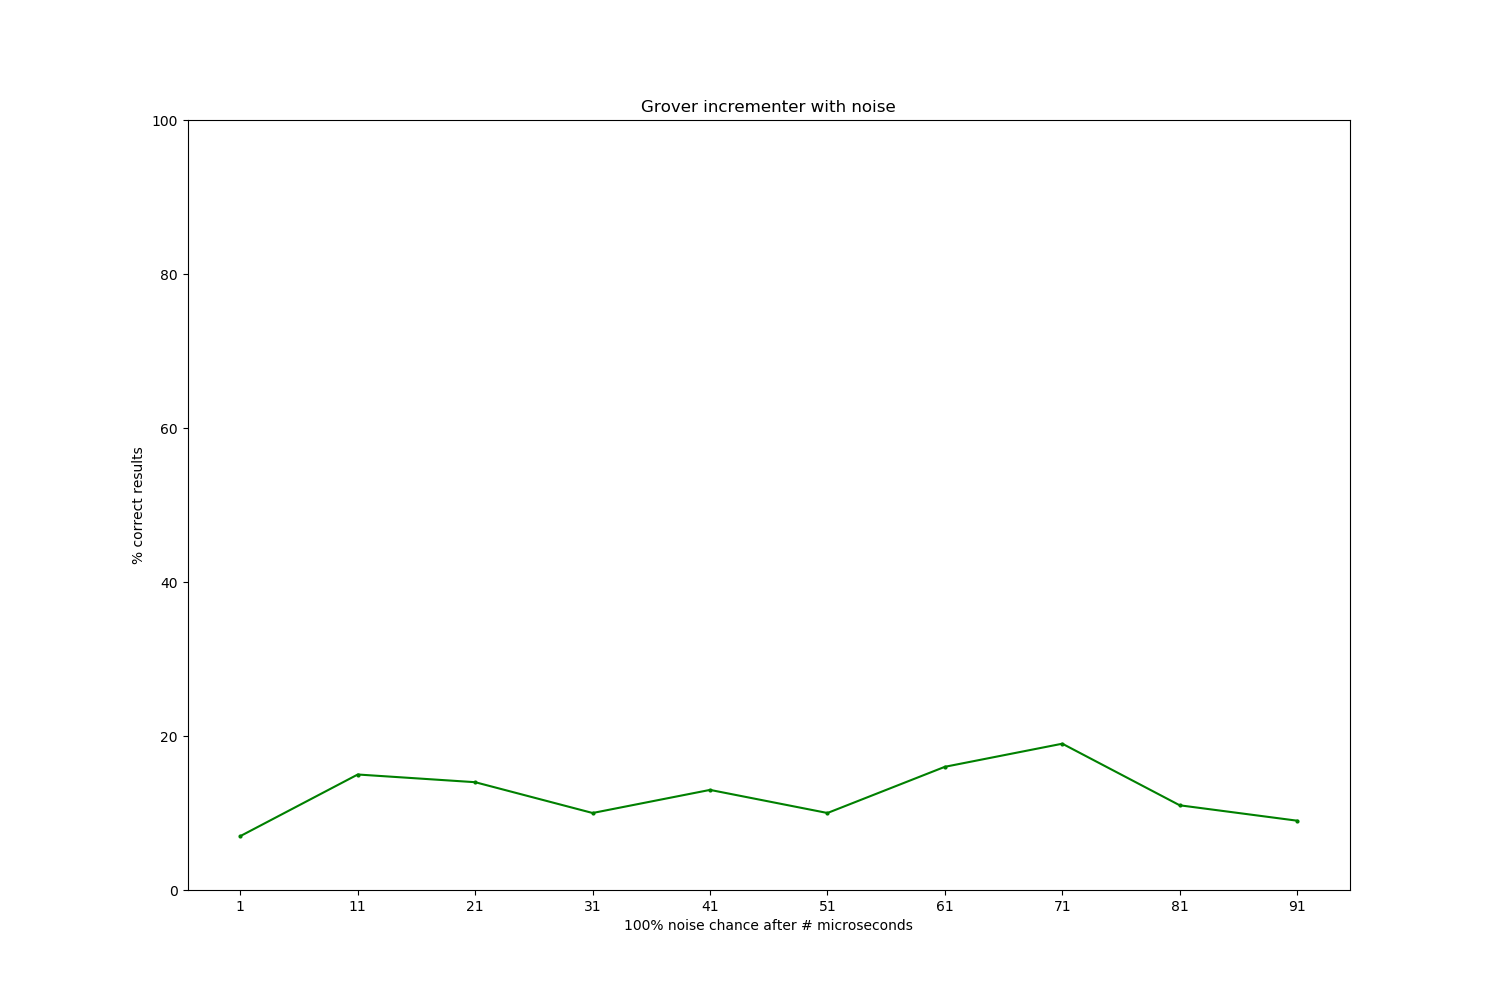 Grover incrementer with noise
100
80
60
40
20
0
% correct results
1 11 21 31 41 51 61 71 81 91
100% noise chance after # microseconds